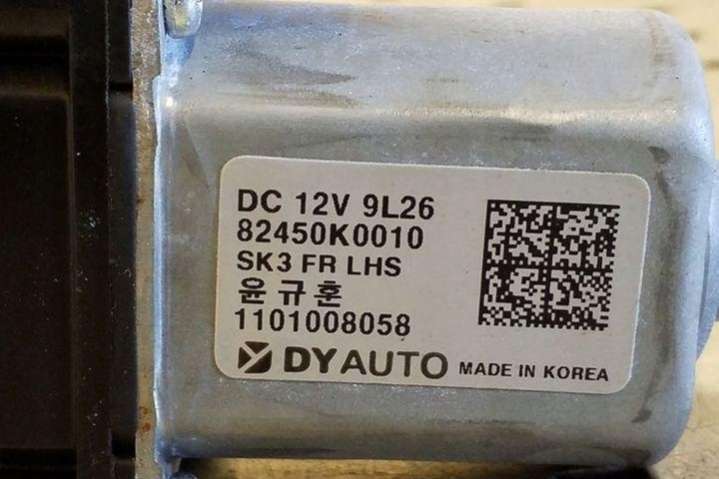 DC 12V 9L26
82450K0010
SK3 FR LHS
윤규훈
1101008058
DYAUTO MADE IN KOREA